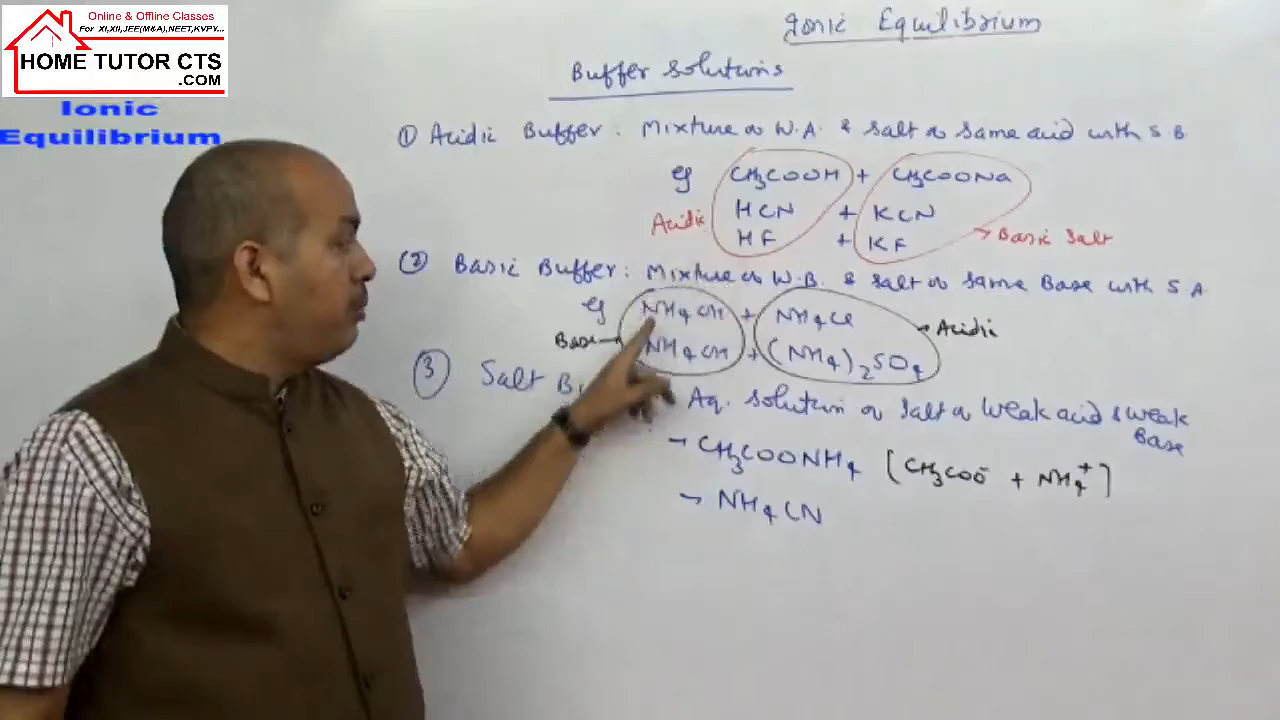 Online & Offline Classes
For XI,XII,JEE(M&A),NEET,KVPY...
HOME TUTOR CTS
.COM
Ionic
Equilibrium
Ionic Equilibrium
Buffer Solutions
① Acidic Buffer: Mixture of W.A. & Salt of Same acid with S.B.
eg CH3COOH + CH3COONa
Acidic HCN + KCN → Basic Salt
HF + KF
② Basic Buffer: Mixture of W.B. & Salt of Same Base with S.A.
eg NH4OH + NH4Cl → Acidic
Base → NH4OH + (NH4)2SO4
③ Salt Aq. solution of Salt of Weak acid & weak Base
→ CH3COONH4 [CH3COO⁻ + NH4⁺]
→ NH4CN